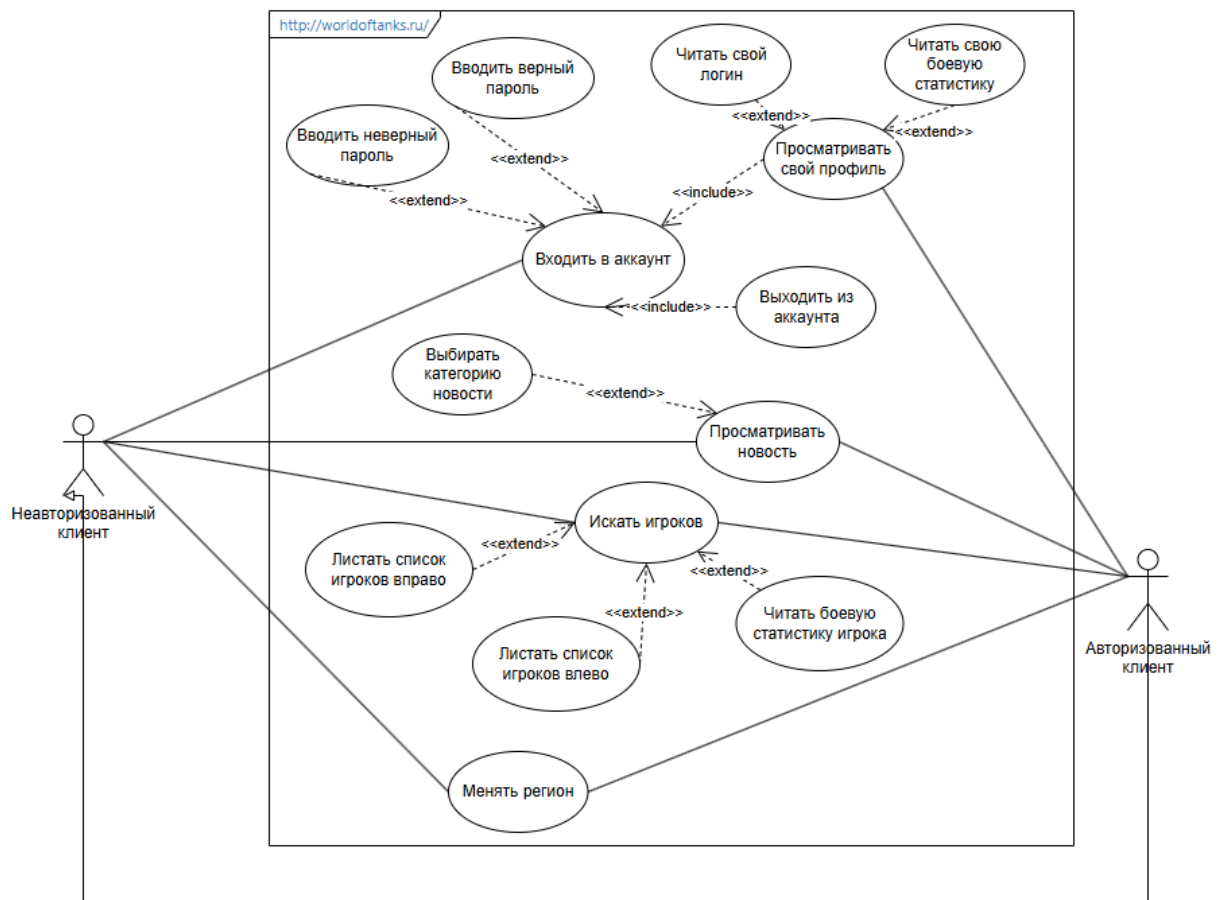 http://worldoftanks.ru/
Вводить верный
пароль
Читать свой
логин
Читать свою
боевую
статистику
Вводить неверный
пароль
<<extend>>
<<extend>>
<<extend>>
Просматривать
свой профиль
<<extend>>
<<include>>
Входить в аккаунт
<<include>>
Выходить из
аккаунта
Выбирать
категорию
новости
<<extend>>
Просматривать
новость
Неавторизованный
клиент
Искать игроков
<<extend>>
Листать список
игроков вправо
<<extend>>
<<extend>>
Читать боевую
статистику игрока
Листать список
игроков влево
Авторизованный
клиент
Менять регион